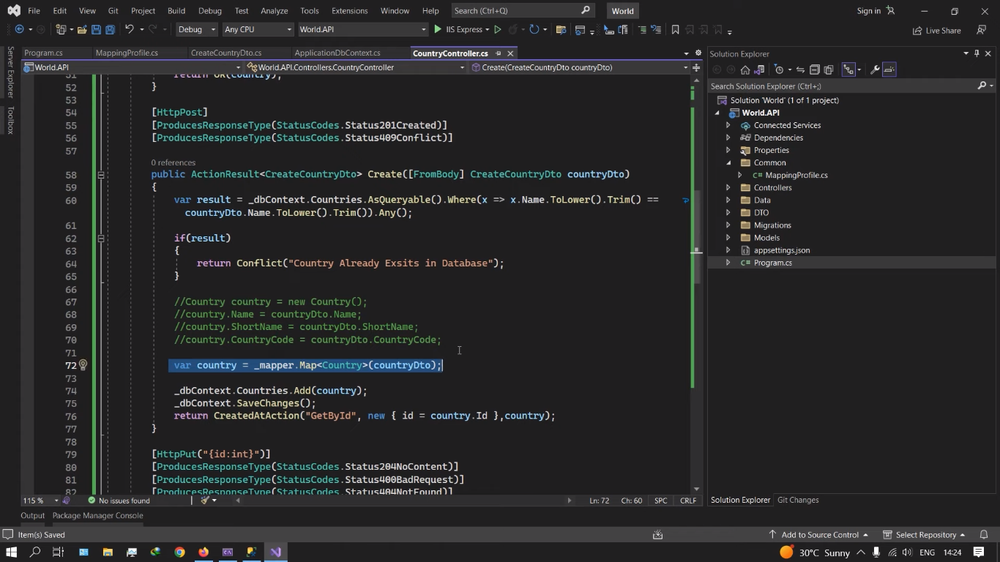 File Edit View Git Project Build Debug Test Analyze Tools Extensions Window Help Search (Ctrl+Q) World Sign in
Debug Any CPU World.API IIS Express Live Share
Server Explorer
Toolbox
Program.cs MappingProfile.cs CreateCountryDto.cs ApplicationDbContext.cs CountryController.cs
World.API World.API.Controllers.CountryController Create(CreateCountryDto countryDto)
51 return Ok(country);
52 }
53
54 [HttpPost]
55 [ProducesResponseType(StatusCodes.Status201Created)]
56 [ProducesResponseType(StatusCodes.Status409Conflict)]
57
0 references
58 public ActionResult<CreateCountryDto> Create([FromBody] CreateCountryDto countryDto)
59 {
60 var result = _dbContext.Countries.AsQueryable().Where(x => x.Name.ToLower().Trim() ==
countryDto.Name.ToLower().Trim()).Any();
61
62 if(result)
63 {
64 return Conflict("Country Already Exsits in Database");
65 }
66
67 //Country country = new Country();
68 //country.Name = countryDto.Name;
69 //country.ShortName = countryDto.ShortName;
70 //country.CountryCode = countryDto.CountryCode;
71
72 var country = _mapper.Map<Country>(countryDto);
73
74 _dbContext.Countries.Add(country);
75 _dbContext.SaveChanges();
76 return CreatedAtAction("GetById", new { id = country.Id },country);
77 }
78
79 [HttpPut("{id:int}")]
80 [ProducesResponseType(StatusCodes.Status204NoContent)]
81 [ProducesResponseType(StatusCodes.Status400BadRequest)]
82 [ProducesResponseType(StatusCodes.Status404NotFound)]
115 % No issues found Ln: 72 Ch: 60 SPC CRLF
Solution Explorer
Search Solution Explorer (Ctrl+;)
Solution 'World' (1 of 1 project)
World.API
Connected Services
Dependencies
Properties
Common
C# MappingProfile.cs
Controllers
Data
DTO
Migrations
Models
appsettings.json
C# Program.cs
Solution Explorer Git Changes
Output Package Manager Console
Item(s) Saved Add to Source Control Select Repository
30°C Sunny ENG 14:24